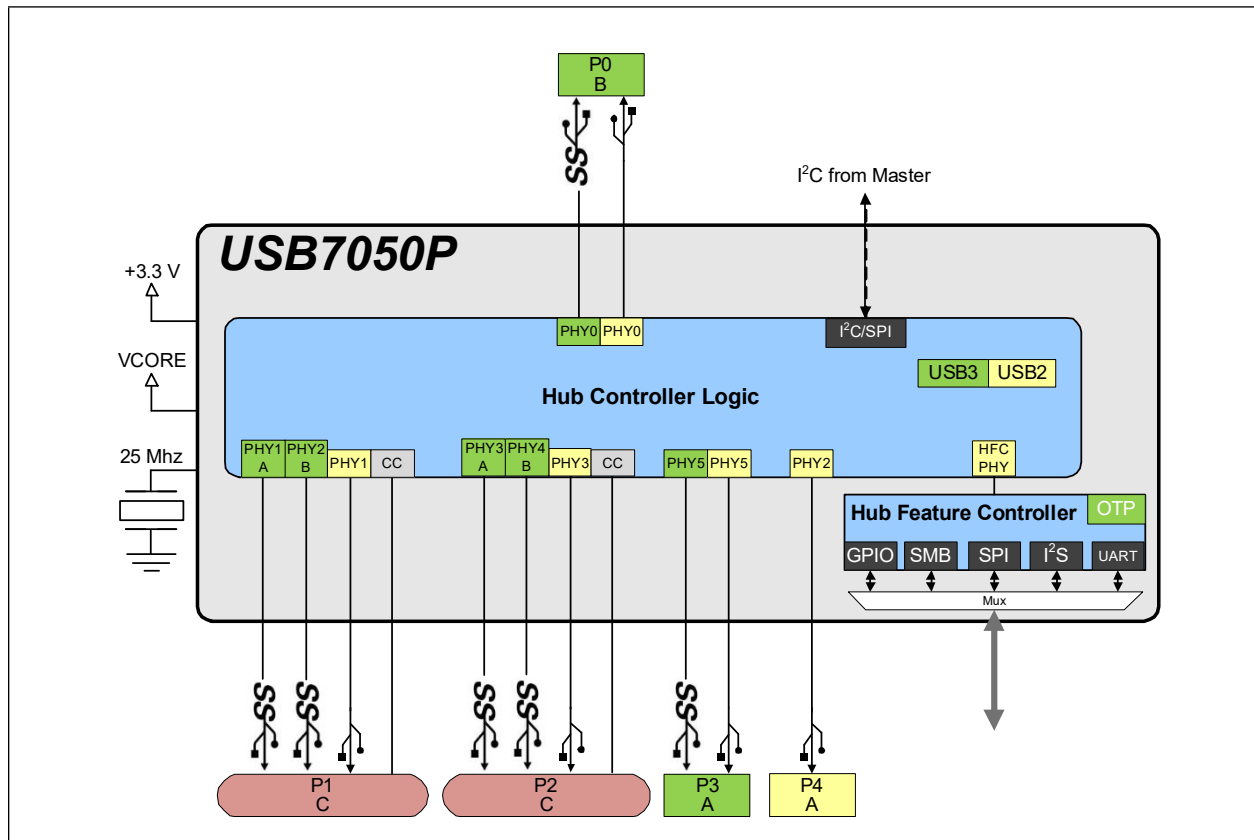 P0
B
SS
I²C from Master
USB7050P
+3.3 V
PHY0 PHY0
I²C/SPI
VCORE
USB3 USB2
Hub Controller Logic
25 Mhz
PHY1
A
PHY2
B
PHY1
CC
PHY3
A
PHY4
B
PHY3
CC
PHY5
PHY5
PHY2
HFC
PHY
Hub Feature Controller
OTP
GPIO SMB SPI I²S UART
Mux
SS SS SS SS SS
P1
C
P2
C
P3
A
P4
A